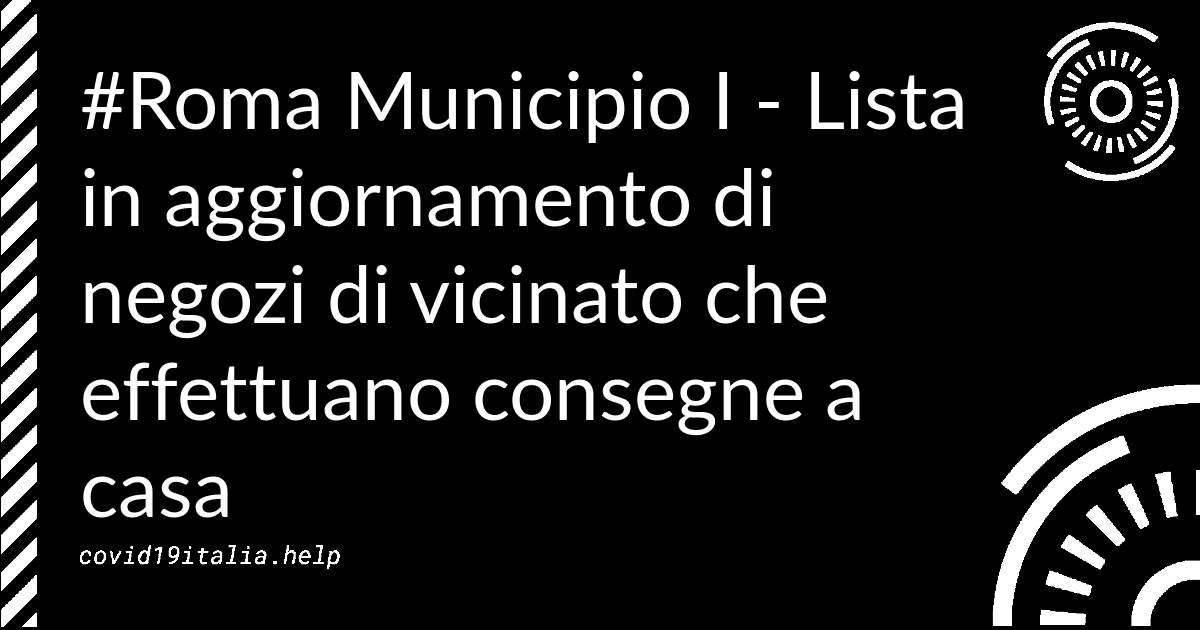 #Roma Municipio I - Lista
in aggiornamento di
negozi di vicinato che
effettuano consegne a
casa
covid19italia.help